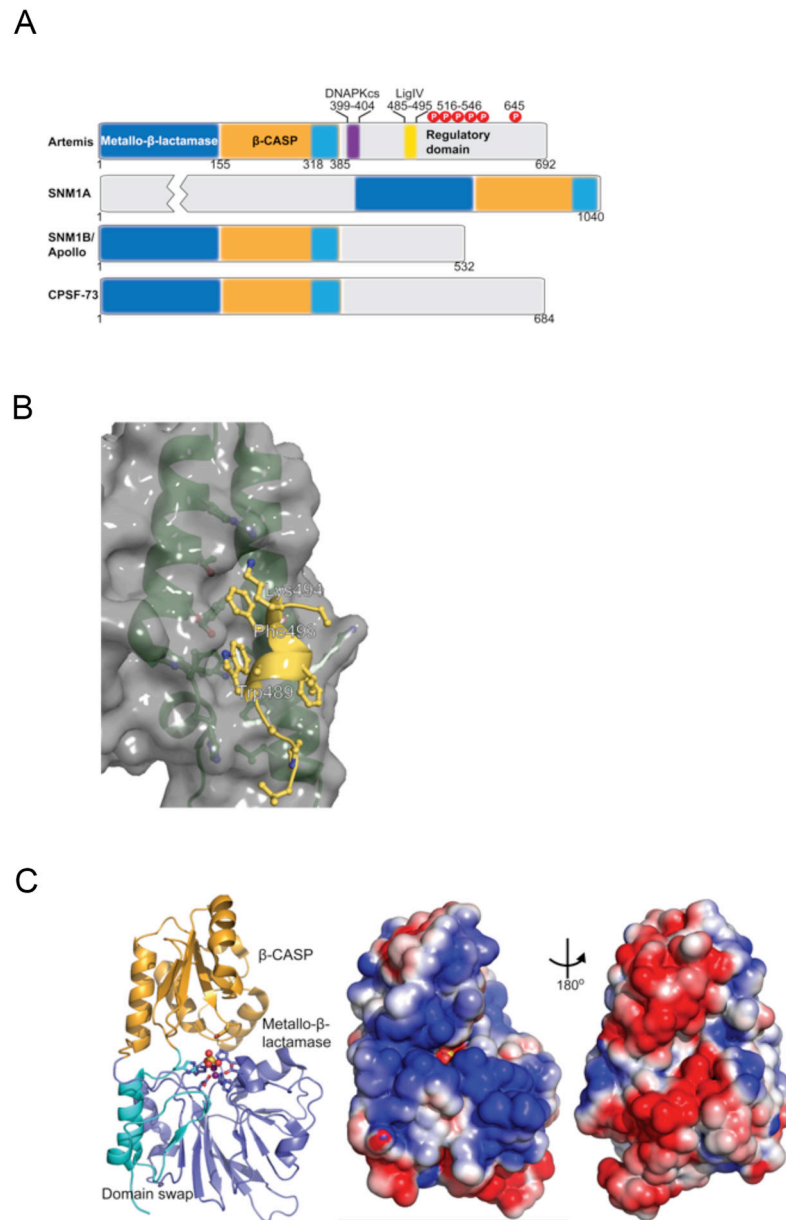 A
DNAPKcs LigIV
399-404 485-495 516-546 645
P P P P P P
Artemis Metallo-β-lactamase β-CASP Regulatory
domain
1 155 318 385 692
SNM1A
1 1040
SNM1B/
Apollo
1 532
CPSF-73
1 684
B
Lys494
Phe493
Trp489
C
β-CASP
Metallo-β-
lactamase
180º
Domain swap